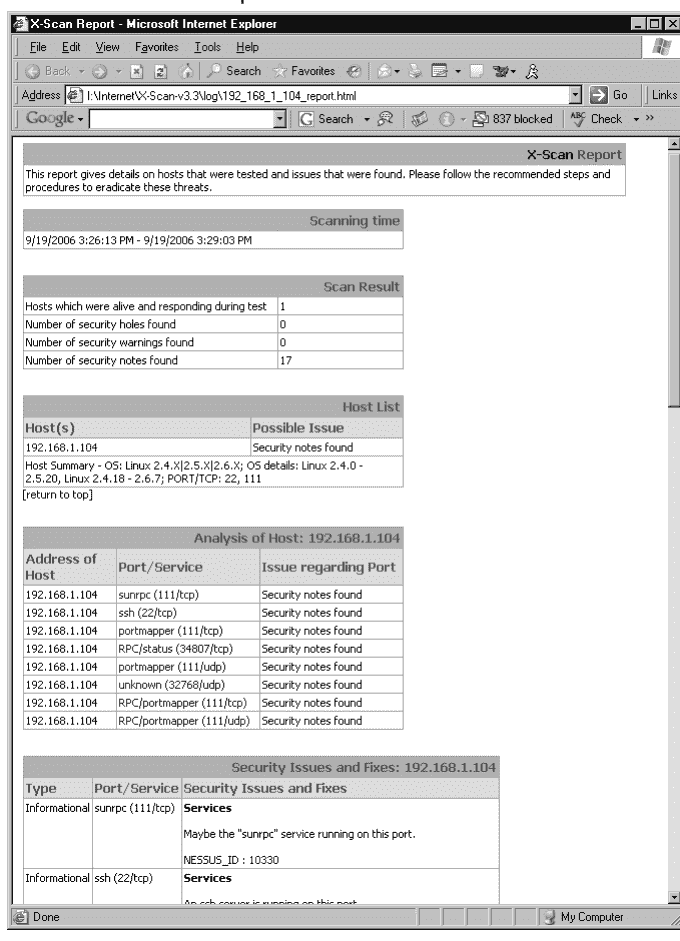 X-Scan Report - Microsoft Internet Explorer
File Edit View Favorites Tools Help
Back Search Favorites
Address I:\Internet\X-Scan-v3.3\log\192_168_1_104_report.html Go Links
Google Search 837 blocked ABC Check »
X-Scan Report
This report gives details on hosts that were tested and issues that were found. Please follow the recommended steps and
procedures to eradicate these threats.
Scanning time
9/19/2006 3:26:13 PM - 9/19/2006 3:29:03 PM
Scan Result
Hosts which were alive and responding during test 1
Number of security holes found 0
Number of security warnings found 0
Number of security notes found 17
Host List
Host(s) Possible Issue
192.168.1.104 Security notes found
Host Summary - OS: Linux 2.4.X|2.5.X|2.6.X; OS details: Linux 2.4.0 -
2.5.20, Linux 2.4.18 - 2.6.7; PORT/TCP: 22, 111
[return to top]
Analysis of Host: 192.168.1.104
Address of
Host Port/Service Issue regarding Port
192.168.1.104 sunrpc (111/tcp) Security notes found
192.168.1.104 ssh (22/tcp) Security notes found
192.168.1.104 portmapper (111/tcp) Security notes found
192.168.1.104 RPC/status (34807/tcp) Security notes found
192.168.1.104 portmapper (111/udp) Security notes found
192.168.1.104 unknown (32768/udp) Security notes found
192.168.1.104 RPC/portmapper (111/tcp) Security notes found
192.168.1.104 RPC/portmapper (111/udp) Security notes found
Security Issues and Fixes: 192.168.1.104
Type Port/Service Security Issues and Fixes
Informational sunrpc (111/tcp) Services
Maybe the "sunrpc" service running on this port.
NESSUS_ID : 10330
Informational ssh (22/tcp) Services
An ssh server is running on this port
Done My Computer